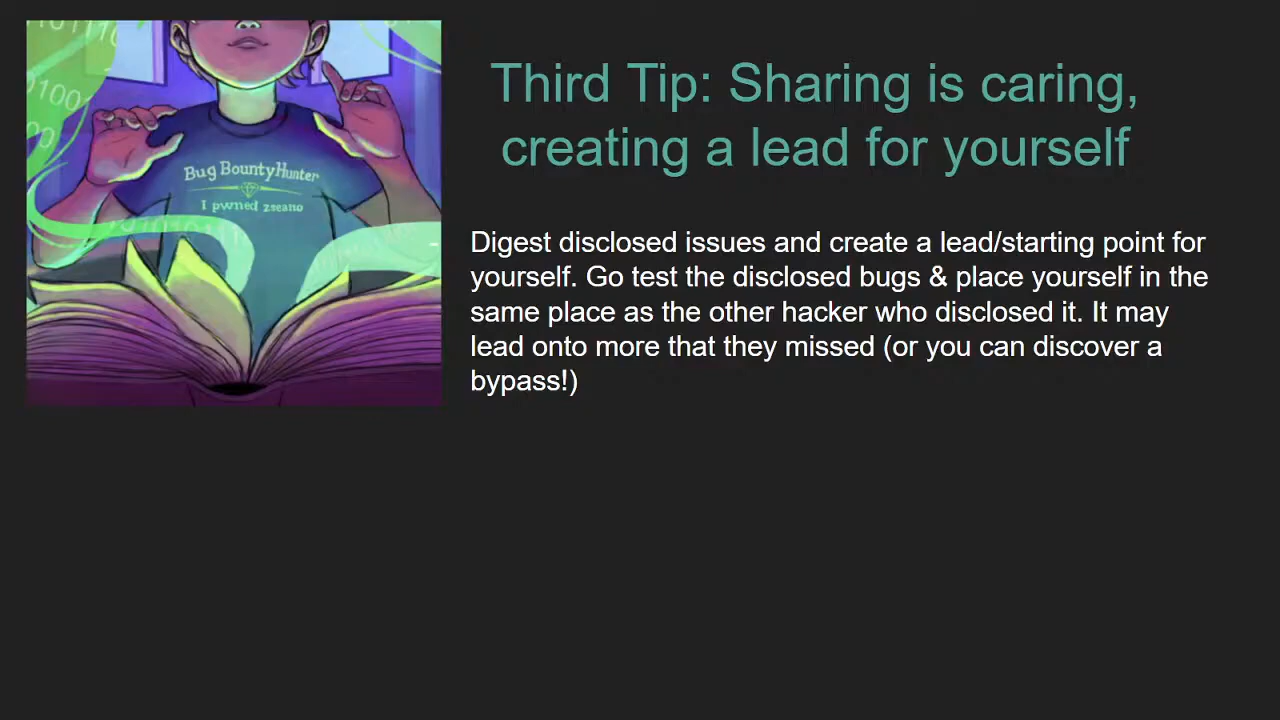 Third Tip: Sharing is caring,
creating a lead for yourself
Digest disclosed issues and create a lead/starting point for
yourself. Go test the disclosed bugs & place yourself in the
same place as the other hacker who disclosed it. It may
lead onto more that they missed (or you can discover a
bypass!)
Bug BountyHunter
I pwned zseano
0100
00